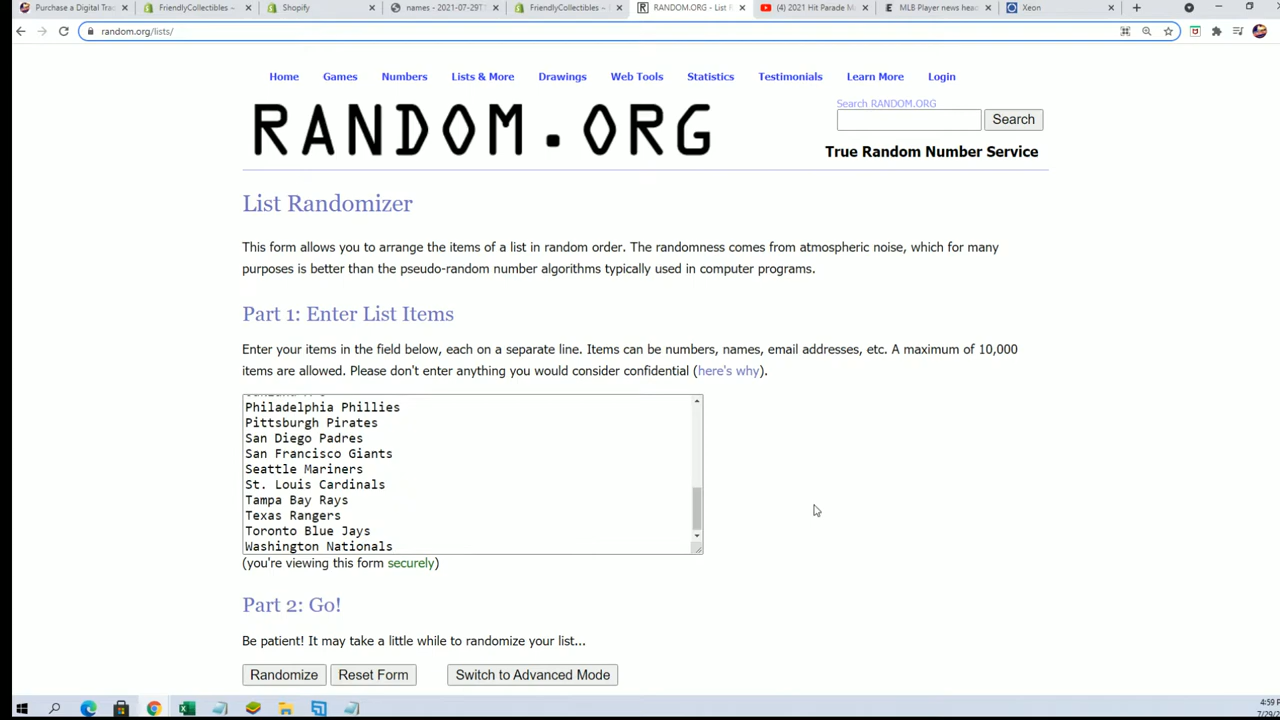 Purchase a Digital Tra
FriendlyCollectibles ~
Shopify
names - 2021-07-29T
FriendlyCollectibles ~
RANDOM.ORG - List R
(4) 2021 Hit Parade M
MLB Player news head
Xeon
random.org/lists/
Home Games Numbers Lists & More Drawings Web Tools Statistics Testimonials Learn More Login
RANDOM.ORG
Search RANDOM.ORG
Search
True Random Number Service
List Randomizer
This form allows you to arrange the items of a list in random order. The randomness comes from atmospheric noise, which for many
purposes is better than the pseudo-random number algorithms typically used in computer programs.
Part 1: Enter List Items
Enter your items in the field below, each on a separate line. Items can be numbers, names, email addresses, etc. A maximum of 10,000
items are allowed. Please don't enter anything you would consider confidential (here's why).
Philadelphia Phillies
Pittsburgh Pirates
San Diego Padres
San Francisco Giants
Seattle Mariners
St. Louis Cardinals
Tampa Bay Rays
Texas Rangers
Toronto Blue Jays
Washington Nationals
(you're viewing this form securely)
Part 2: Go!
Be patient! It may take a little while to randomize your list...
Randomize Reset Form Switch to Advanced Mode
4:59 P
7/29/2